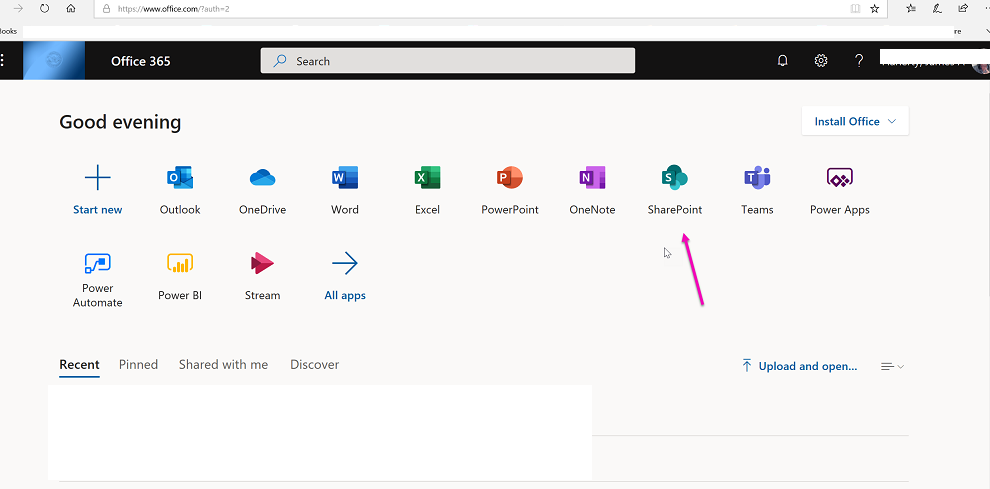 https://www.office.com/?auth=2
ooks
re
Office 365
Search
?
Good evening
Install Office
Start new
Outlook
OneDrive
Word
Excel
PowerPoint
OneNote
SharePoint
Teams
Power Apps
Power Automate
Power BI
Stream
All apps
Recent
Pinned
Shared with me
Discover
Upload and open...